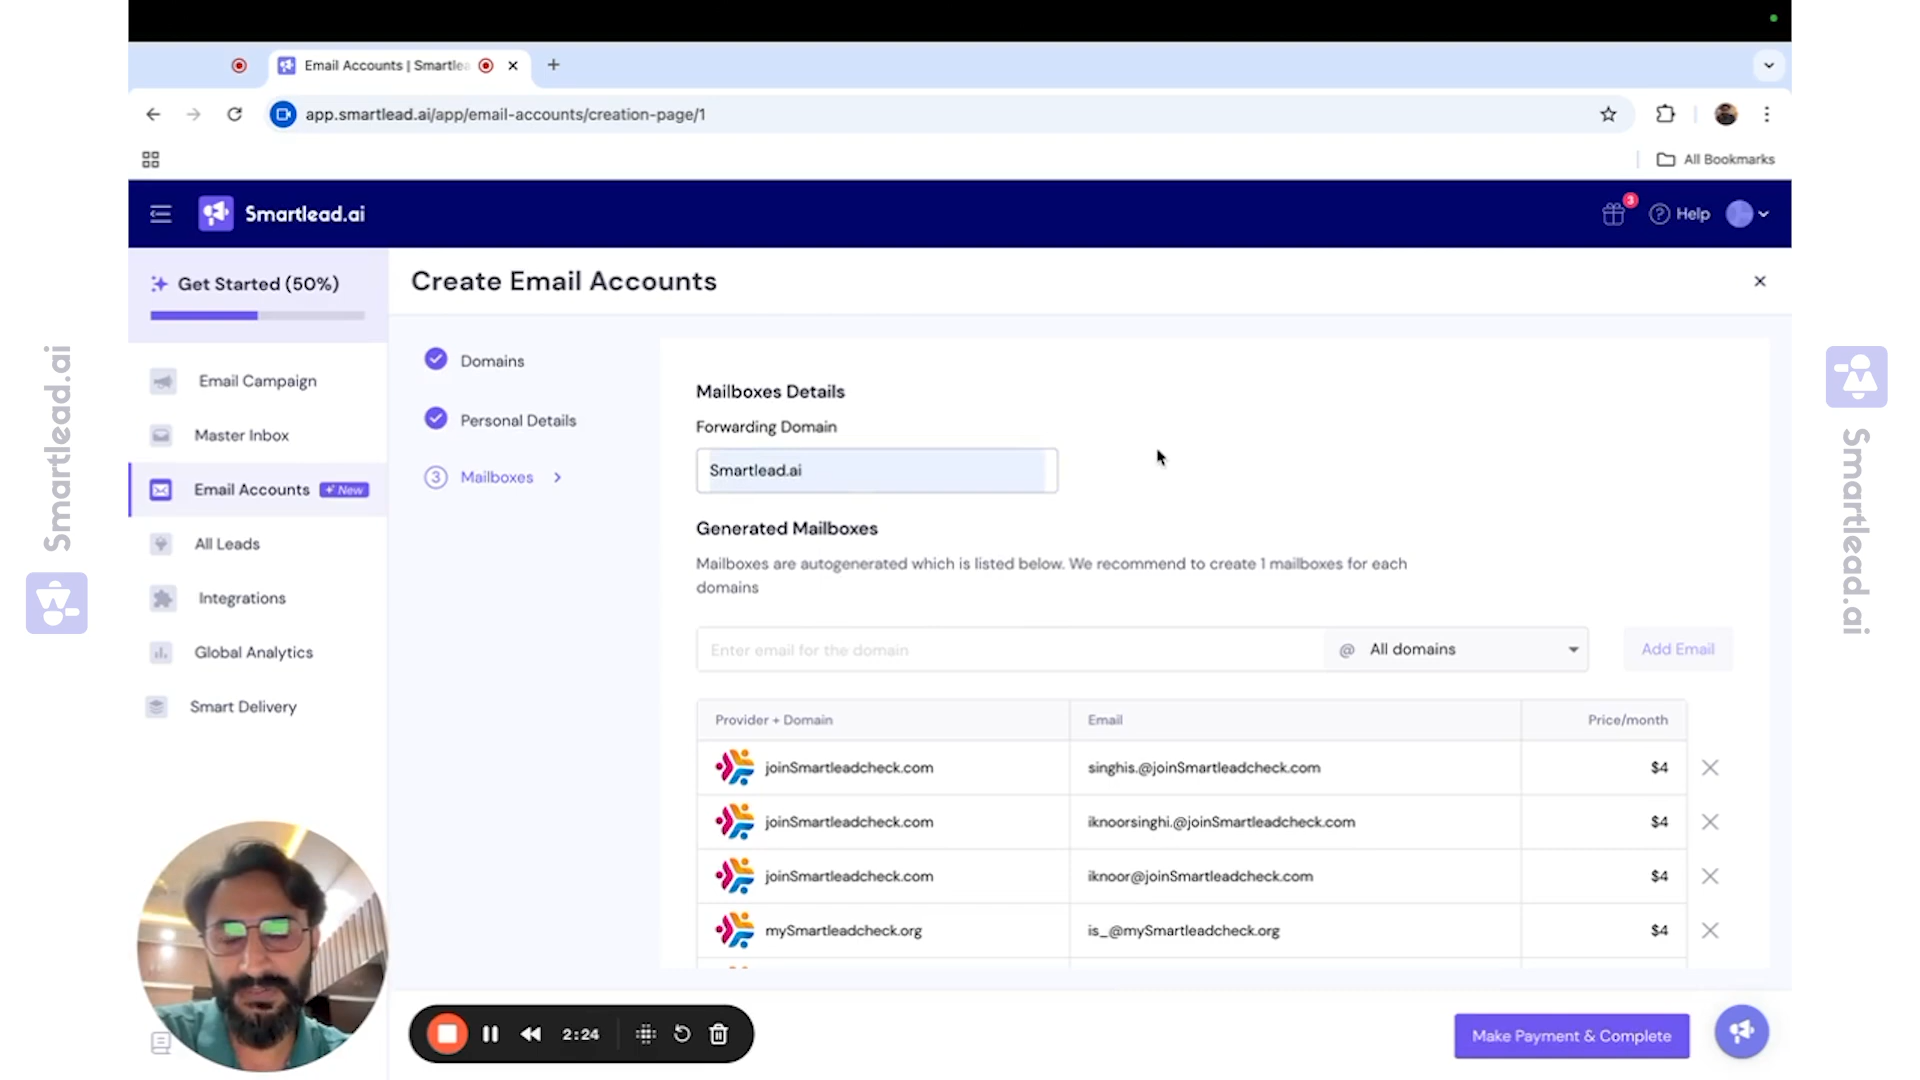 Email Accounts | Smartlea
app.smartlead.ai/app/email-accounts/creation-page/1
All Bookmarks
Smartlead.ai
3
Help
Get Started (50%)
Create Email Accounts
Email Campaign
Master Inbox
Email Accounts New
All Leads
Integrations
Global Analytics
Smart Delivery
Domains
Personal Details
3 Mailboxes
Mailboxes Details
Forwarding Domain
Smartlead.ai
Generated Mailboxes
Mailboxes are autogenerated which is listed below. We recommend to create 1 mailboxes for each
domains
Enter email for the domain @ All domains Add Email
Provider + Domain Email Price/month
joinSmartleadcheck.com singhis.@joinSmartleadcheck.com $4
joinSmartleadcheck.com iknoorsinghi.@joinSmartleadcheck.com $4
joinSmartleadcheck.com iknoor@joinSmartleadcheck.com $4
mySmartleadcheck.org is_@mySmartleadcheck.org $4
2:24
Make Payment & Complete
Smartlead.ai
Smartlead.ai